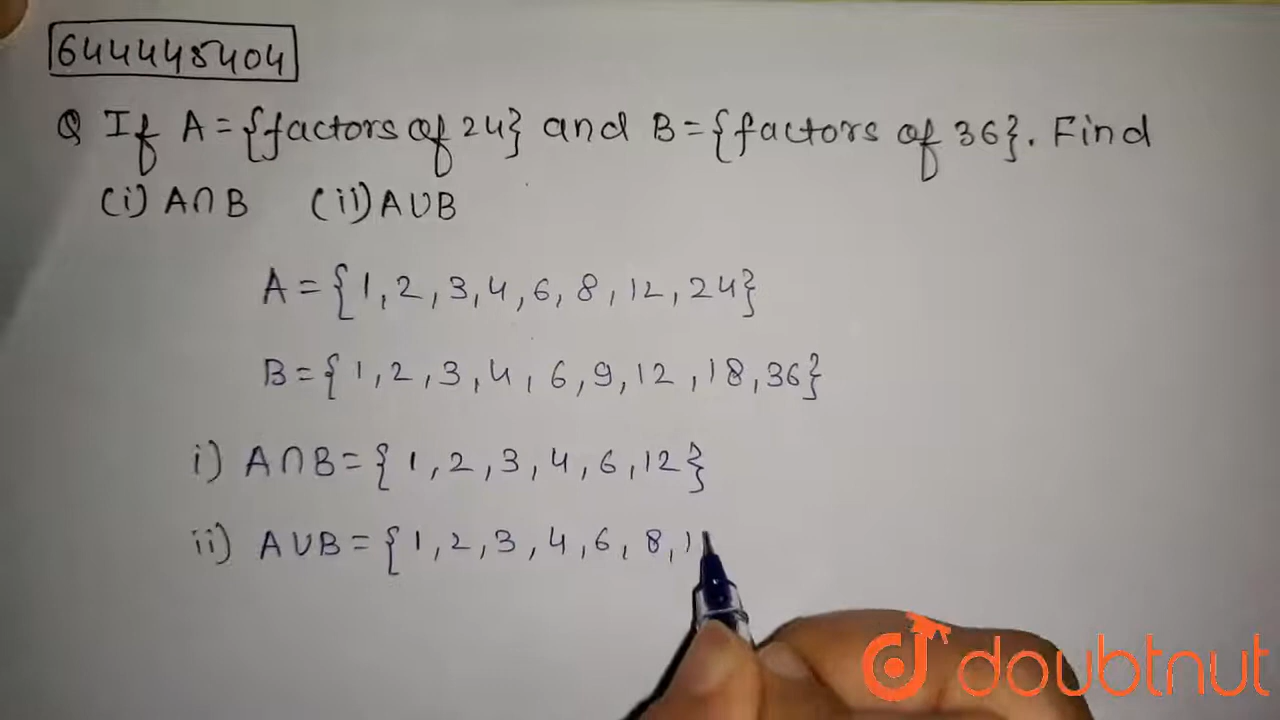 644448404
Q If A = {factors of 24} and B = {factors of 36}. Find
(i) A∩B (ii) A∪B
A = {1, 2, 3, 4, 6, 8, 12, 24}
B = {1, 2, 3, 4, 6, 9, 12, 18, 36}
i) A∩B = {1, 2, 3, 4, 6, 12}
ii) A∪B = {1, 2, 3, 4, 6, 8, 1
doubtnut